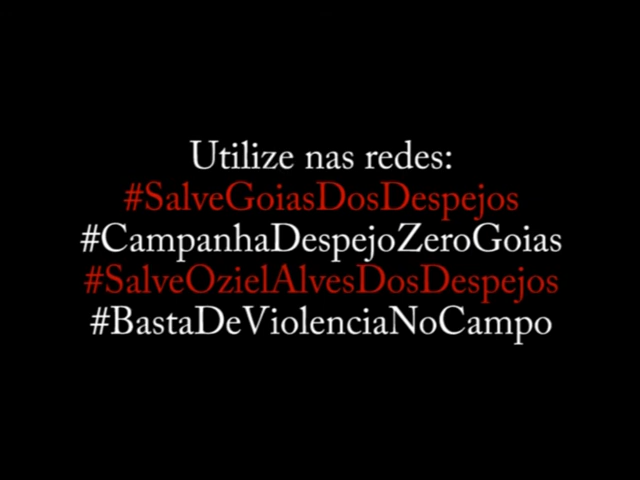 Utilize nas redes:
#SalveGoiasDosDespejos
#CampanhaDespejoZeroGoias
#SalveOzielAlvesDosDespejos
#BastaDeViolenciaNoCampo